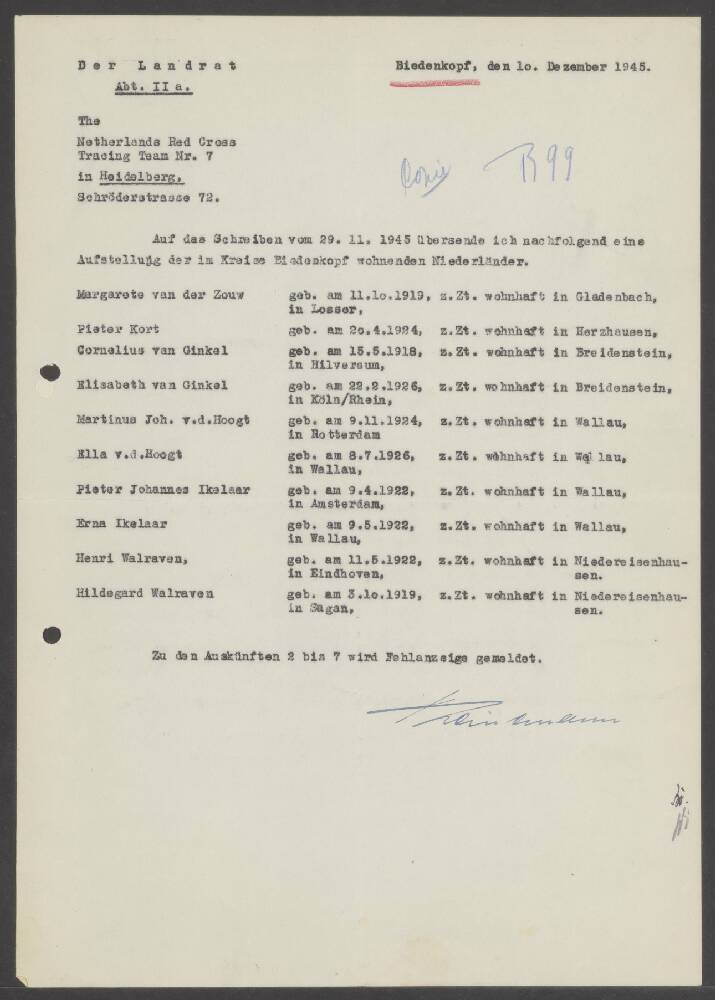 Der Landrat Biedenkopf, den 1o. Dezember 1945.
Abt. II a.
The
Netherlands Red Cross
Tracing Team Nr. 7
in Heidelberg,
Schröderstrasse 72.
Copie R99
Auf das Schreiben vom 29. 11. 1945 übersende ich nachfolgend eine
Aufstellung der im Kreise Biedenkopf wohnenden Niederländer.
Margarete van der Zouw geb. am 11.1o.1919, z.Zt. wohnhaft in Gladenbach,
in Losser,
Pieter Kort geb. am 2o.4.1924, z.Zt. wohnhaft in Herzhausen,
Cornelius van Ginkel geb. am 15.5.1918, z.Zt. wohnhaft in Breidenstein,
in Hilversum,
Elisabeth van Ginkel geb. am 22.2.1926, z.Zt. wohnhaft in Breidenstein,
in Köln/Rhein,
Martinus Joh. v.d.Hoogt geb. am 9.11.1924, z.Zt. wohnhaft in Wallau,
in Rotterdam
Ella v.d.Hoogt geb. am 8.7.1926, z.Zt. wohnhaft in Wallau,
in Wallau,
Pieter Johannes Ikelaar geb. am 9.4.1922, z.Zt. wohnhaft in Wallau,
in Amsterdam,
Erna Ikelaar geb. am 9.5.1922, z.Zt. wohnhaft in Wallau,
in Wallau,
Henri Walraven, geb. am 11.5.1922, z.Zt. wohnhaft in Niedereisenhau-
in Eindhoven, sen.
Hildegard Walraven geb. am 3.1o.1919, z.Zt. wohnhaft in Niedereisenhau-
in Sagan, sen.
Zu den Auskünften 2 bis 7 wird Fehlanzeige gemeldet.